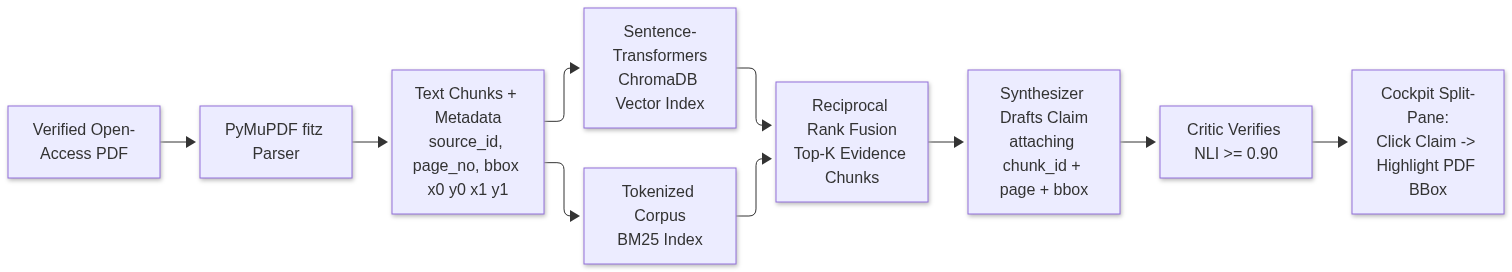 Verified Open-
Access PDF
PyMuPDF fitz
Parser
Text Chunks +
Metadata
source_id,
page_no, bbox
x0 y0 x1 y1
Sentence-
Transformers
ChromaDB
Vector Index
Tokenized
Corpus
BM25 Index
Reciprocal
Rank Fusion
Top-K Evidence
Chunks
Synthesizer
Drafts Claim
attaching
chunk_id +
page + bbox
Critic Verifies
NLI >= 0.90
Cockpit Split-
Pane:
Click Claim ->
Highlight PDF
BBox